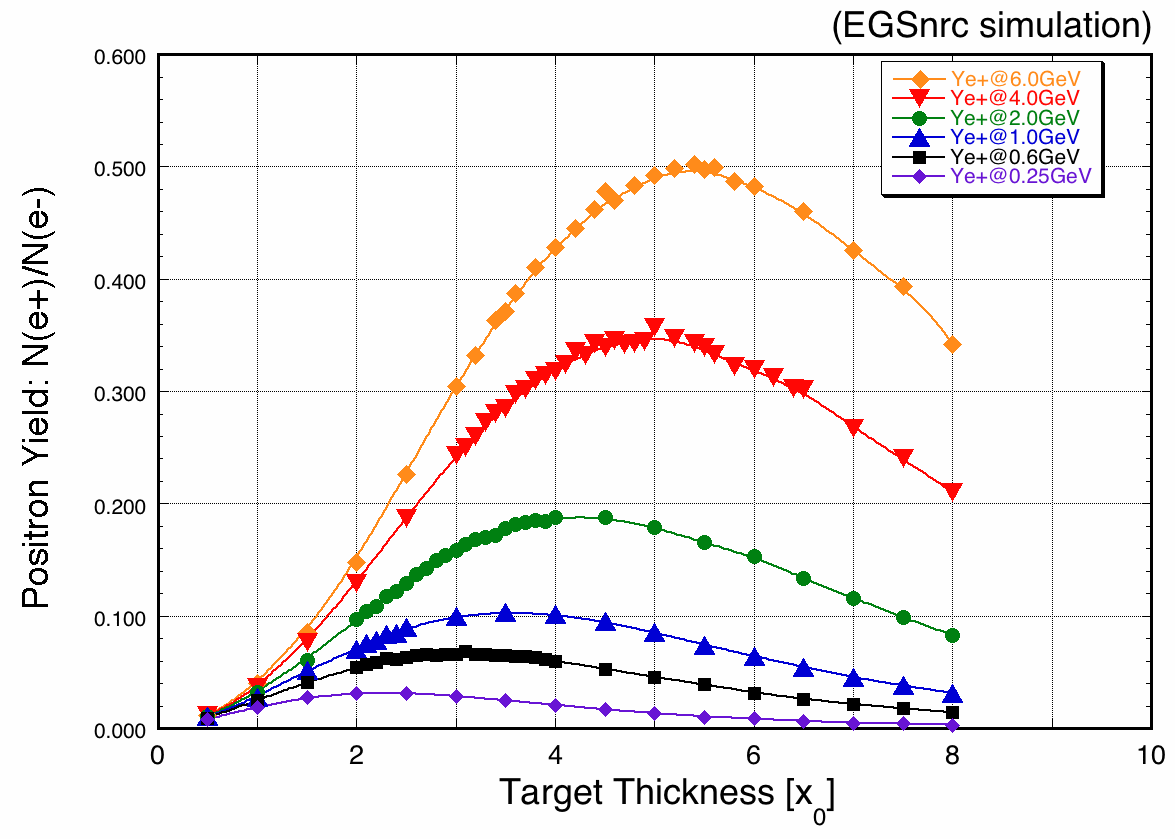 (EGSnrc simulation)
0.600
0.500
0.400
0.300
0.200
0.100
0.000
Positron Yield: N(e+)/N(e-)
Ye+@6.0GeV
Ye+@4.0GeV
Ye+@2.0GeV
Ye+@1.0GeV
Ye+@0.6GeV
Ye+@0.25GeV
0 2 4 6 8 10
Target Thickness [x0]